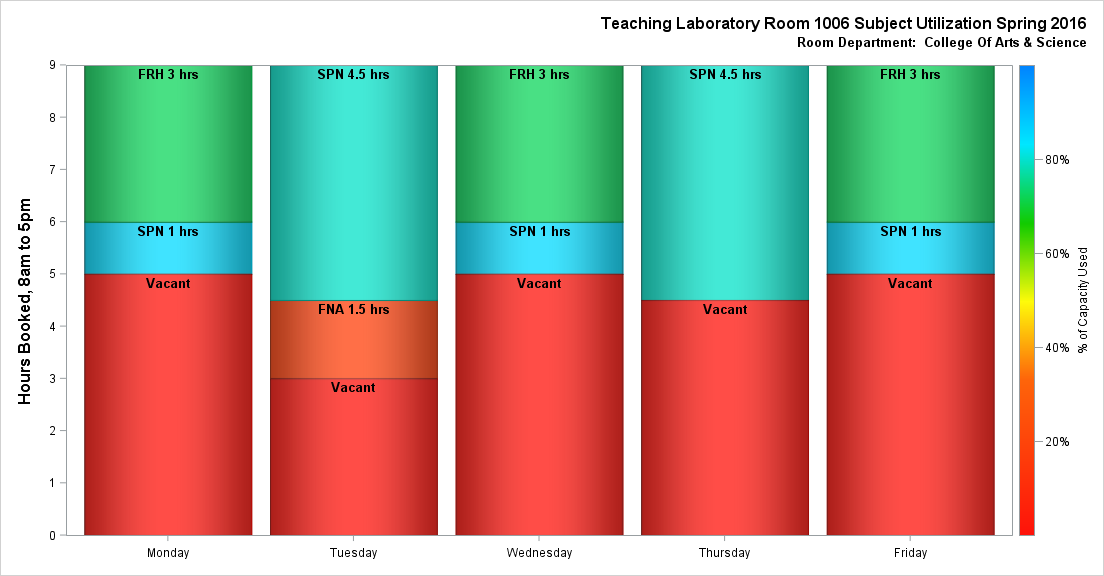 Teaching Laboratory Room 1006 Subject Utilization Spring 2016
Room Department: College Of Arts & Science
Hours Booked, 8am to 5pm
9
8
7
6
5
4
3
2
1
0
FRH 3 hrs
SPN 1 hrs
Vacant
SPN 4.5 hrs
FNA 1.5 hrs
Vacant
FRH 3 hrs
SPN 1 hrs
Vacant
SPN 4.5 hrs
Vacant
FRH 3 hrs
SPN 1 hrs
Vacant
Monday
Tuesday
Wednesday
Thursday
Friday
80%
60%
40%
20%
% of Capacity Used